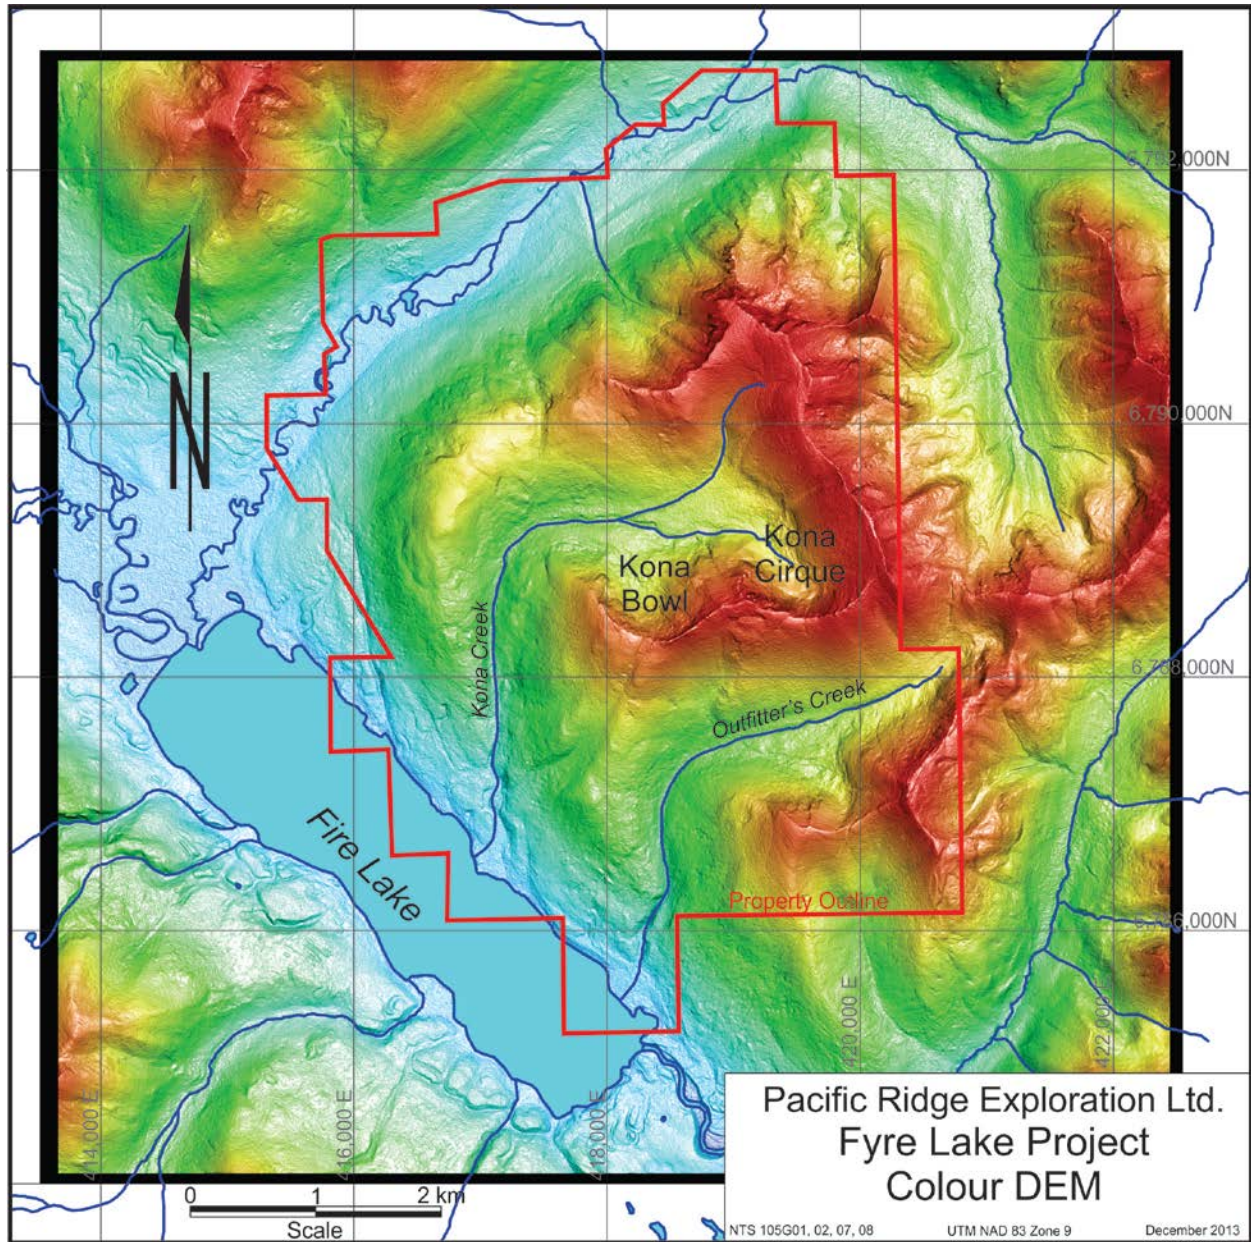 6,792,000N
N
6,790,000N
Kona
Cirque
Kona
Bowl
Kona Creek
6,788,000N
Outfitter's Creek
Fire Lake
Property Outline
6,786,000N
414,000 E
416,000 E
418,000 E
420,000 E
422,000 E
Pacific Ridge Exploration Ltd.
Fyre Lake Project
Colour DEM
0 1 2 km
Scale
NTS 105G01, 02, 07, 08 UTM NAD 83 Zone 9 December 2013